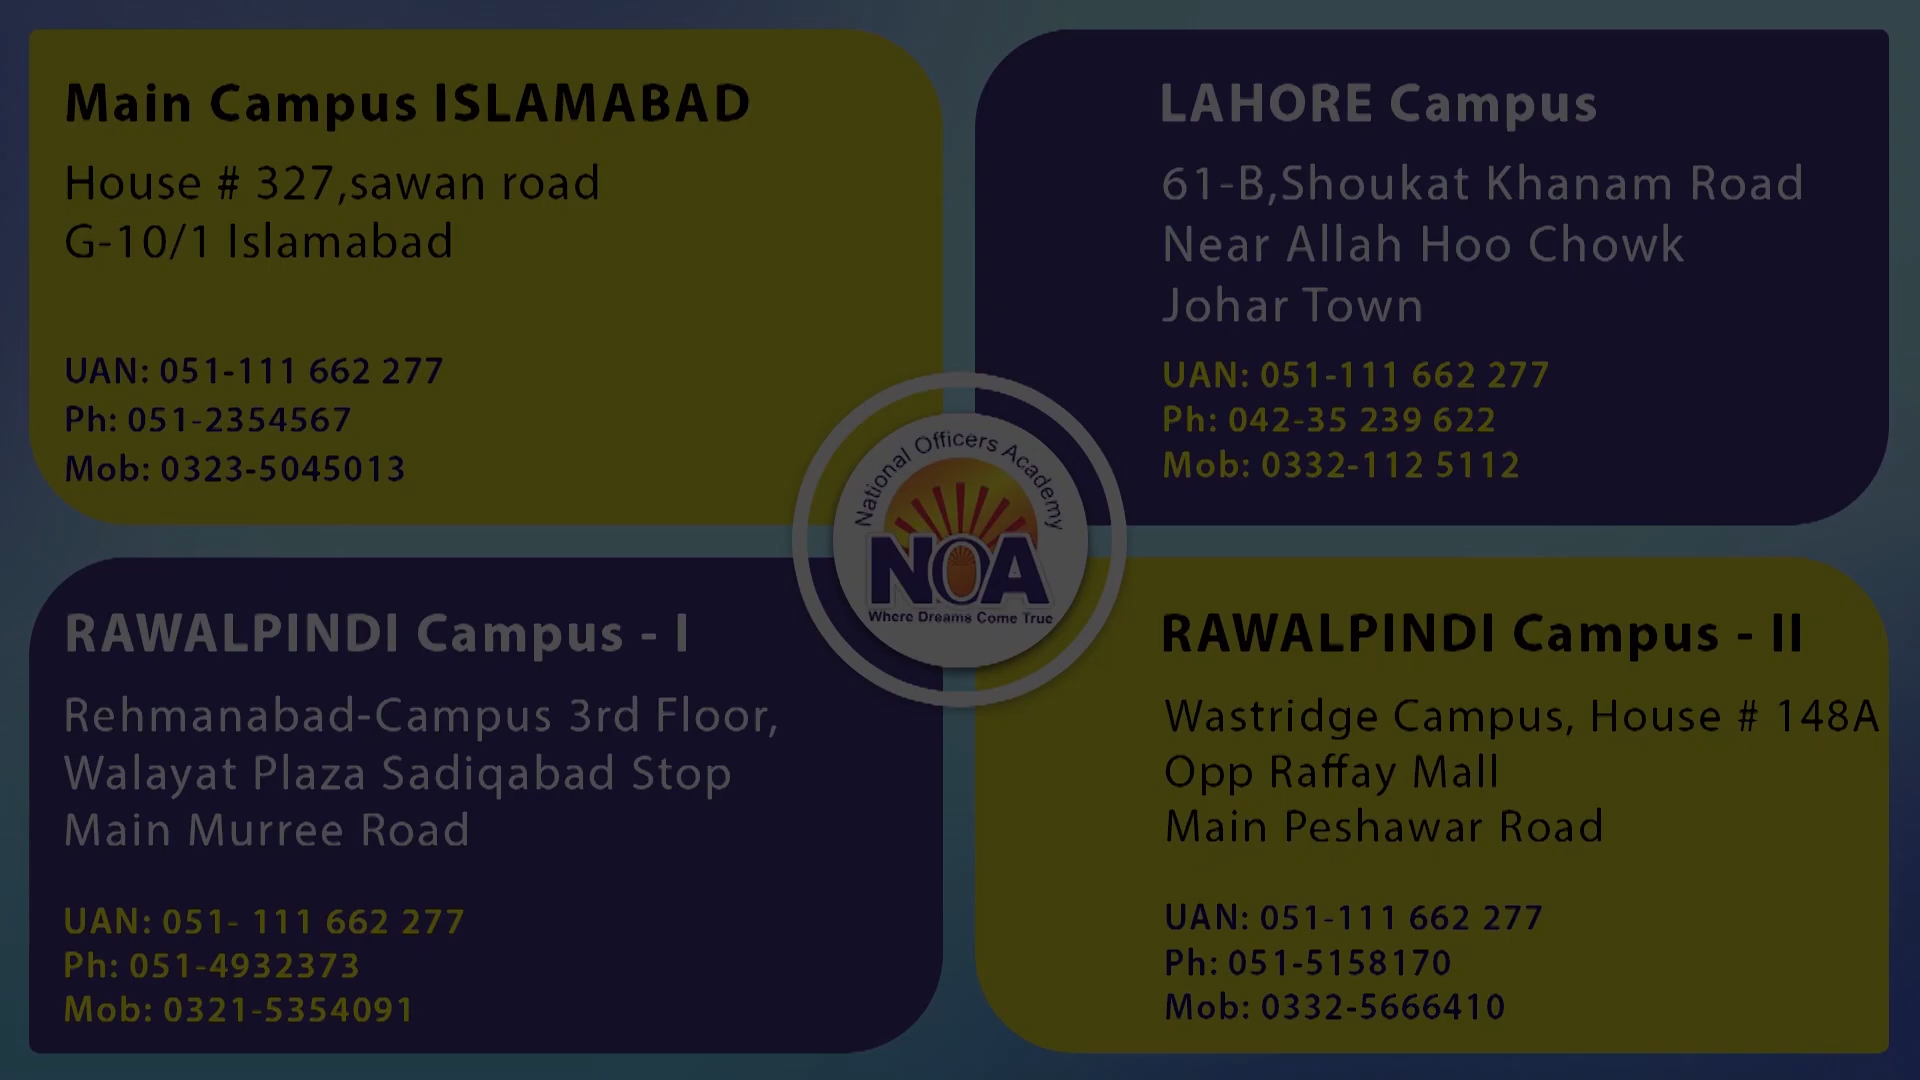 Main Campus ISLAMABAD
House # 327,sawan road
G-10/1 Islamabad
UAN: 051-111 662 277
Ph: 051-2354567
Mob: 0323-5045013
LAHORE Campus
61-B,Shoukat Khanam Road
Near Allah Hoo Chowk
Johar Town
UAN: 051-111 662 277
Ph: 042-35 239 622
Mob: 0332-112 5112
National Officers Academy
NOA
Where Dreams Come True
RAWALPINDI Campus - I
Rehmanabad-Campus 3rd Floor,
Walayat Plaza Sadiqabad Stop
Main Murree Road
UAN: 051- 111 662 277
Ph: 051-4932373
Mob: 0321-5354091
RAWALPINDI Campus - II
Wastridge Campus, House # 148A
Opp Raffay Mall
Main Peshawar Road
UAN: 051-111 662 277
Ph: 051-5158170
Mob: 0332-5666410